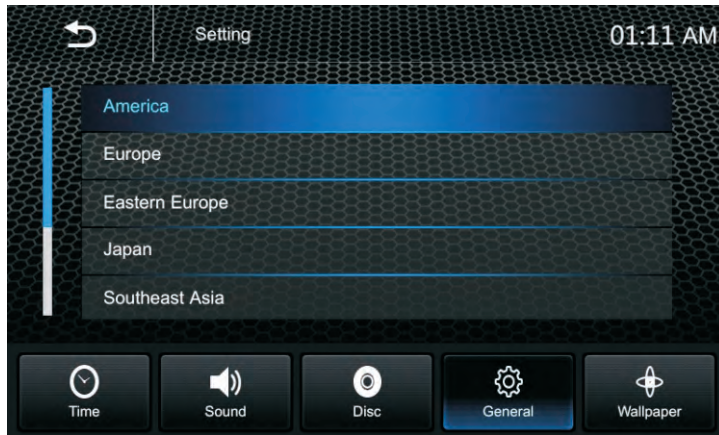 Setting
01:11 AM
America
Europe
Eastern Europe
Japan
Southeast Asia
Time
Sound
Disc
General
Wallpaper